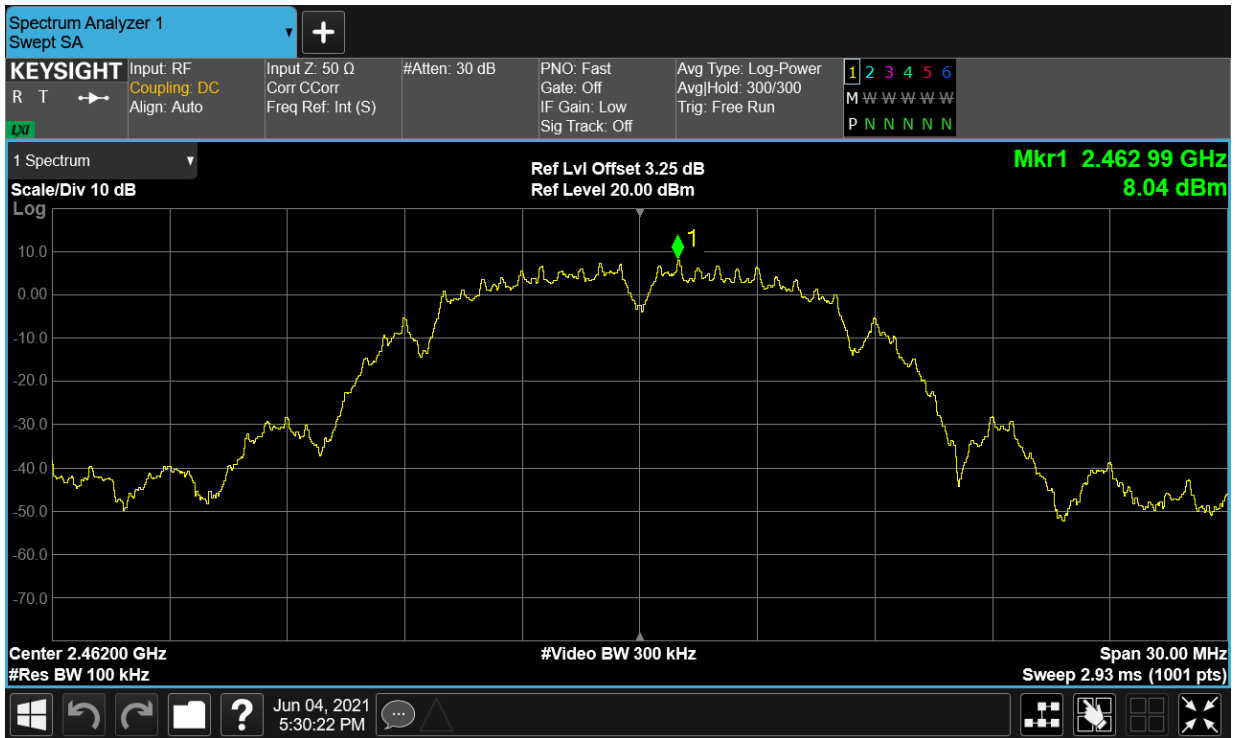 Spectrum Analyzer 1
Swept SA
▼
+
KEYSIGHT
R T
LXI
Input: RF
Coupling: DC
Align: Auto
Input Z: 50 Ω
Corr CCorr
Freq Ref: Int (S)
#Atten: 30 dB
PNO: Fast
Gate: Off
IF Gain: Low
Sig Track: Off
Avg Type: Log-Power
Avg|Hold: 300/300
Trig: Free Run
1 2 3 4 5 6
M W W W W W
P N N N N N
1 Spectrum ▼
Scale/Div 10 dB
Log
Ref Lvl Offset 3.25 dB
Ref Level 20.00 dBm
Mkr1 2.462 99 GHz
8.04 dBm
1
10.0
0.00
-10.0
-20.0
-30.0
-40.0
-50.0
-60.0
-70.0
Center 2.46200 GHz
#Res BW 100 kHz
#Video BW 300 kHz
Span 30.00 MHz
Sweep 2.93 ms (1001 pts)
?
Jun 04, 2021
5:30:22 PM
...